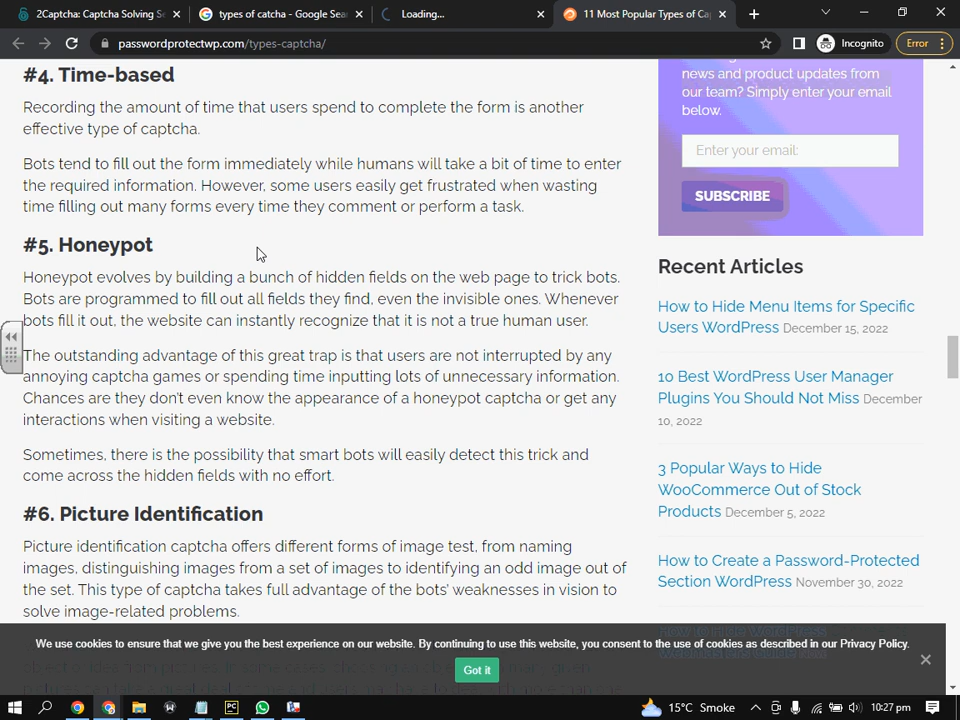 2Captcha: Captcha Solving S
types of catcha - Google Sea
Loading...
11 Most Popular Types of Ca
passwordprotectwp.com/types-captcha/
Incognito
Error
#4. Time-based
Recording the amount of time that users spend to complete the form is another
effective type of captcha.
Bots tend to fill out the form immediately while humans will take a bit of time to enter
the required information. However, some users easily get frustrated when wasting
time filling out many forms every time they comment or perform a task.
#5. Honeypot
Honeypot evolves by building a bunch of hidden fields on the web page to trick bots.
Bots are programmed to fill out all fields they find, even the invisible ones. Whenever
bots fill it out, the website can instantly recognize that it is not a true human user.
The outstanding advantage of this great trap is that users are not interrupted by any
annoying captcha games or spending time inputting lots of unnecessary information.
Chances are they don't even know the appearance of a honeypot captcha or get any
interactions when visiting a website.
Sometimes, there is the possibility that smart bots will easily detect this trick and
come across the hidden fields with no effort.
#6. Picture Identification
Picture identification captcha offers different forms of image test, from naming
images, distinguishing images from a set of images to identifying an odd image out of
the set. This type of captcha takes full advantage of the bots' weaknesses in vision to
solve image-related problems.
news and product updates from
our team? Simply enter your email
below.
Enter your email:
SUBSCRIBE
Recent Articles
How to Hide Menu Items for Specific
Users WordPress December 15, 2022
10 Best WordPress User Manager
Plugins You Should Not Miss December
10, 2022
3 Popular Ways to Hide
WooCommerce Out of Stock
Products December 5, 2022
How to Create a Password-Protected
Section WordPress November 30, 2022
We use cookies to ensure that we give you the best experience on our website. By continuing to use this website, you consent to the use of cookies as described in our Privacy Policy.
Got it
15°C Smoke
10:27 pm